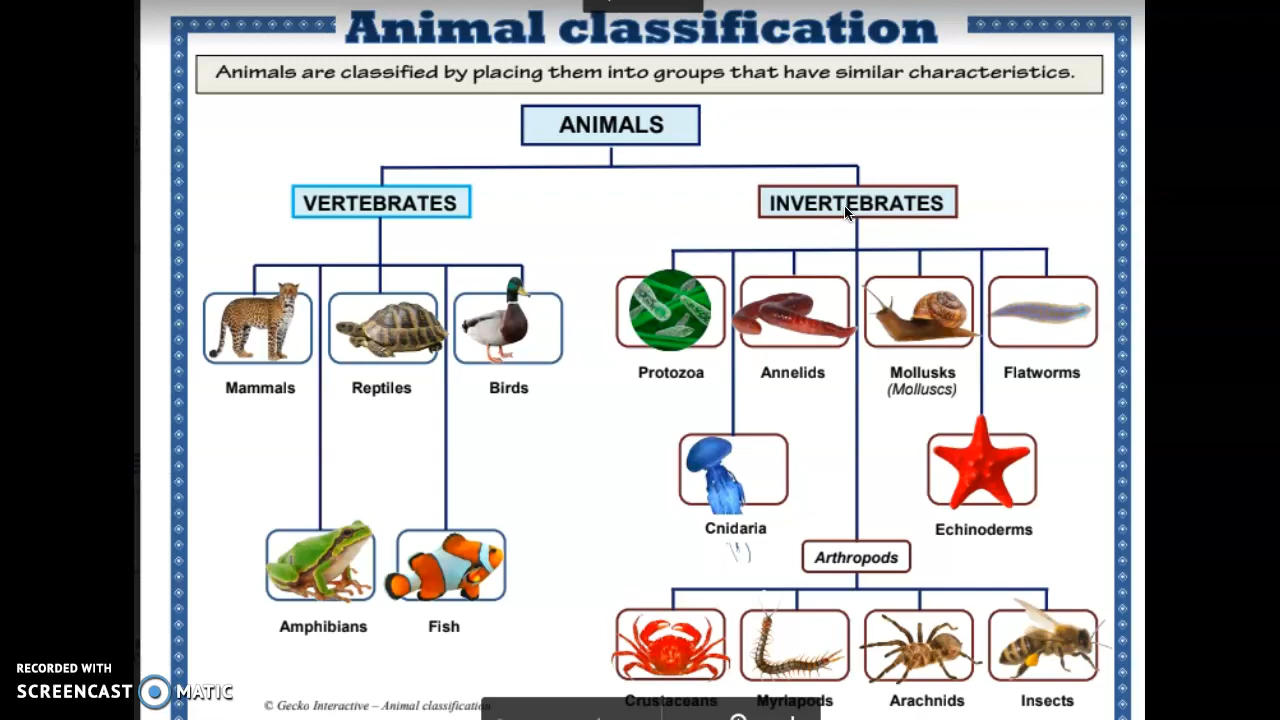 Animal classification
Animals are classified by placing them into groups that have similar characteristics.
ANIMALS
VERTEBRATES
INVERTEBRATES
Mammals
Reptiles
Birds
Protozoa
Annelids
Mollusks
(Molluscs)
Flatworms
Cnidaria
Echinoderms
Arthropods
Amphibians
Fish
Crustaceans
Myriapods
Arachnids
Insects
RECORDED WITH
SCREENCAST MATIC
© Gecko Interactive – Animal classification